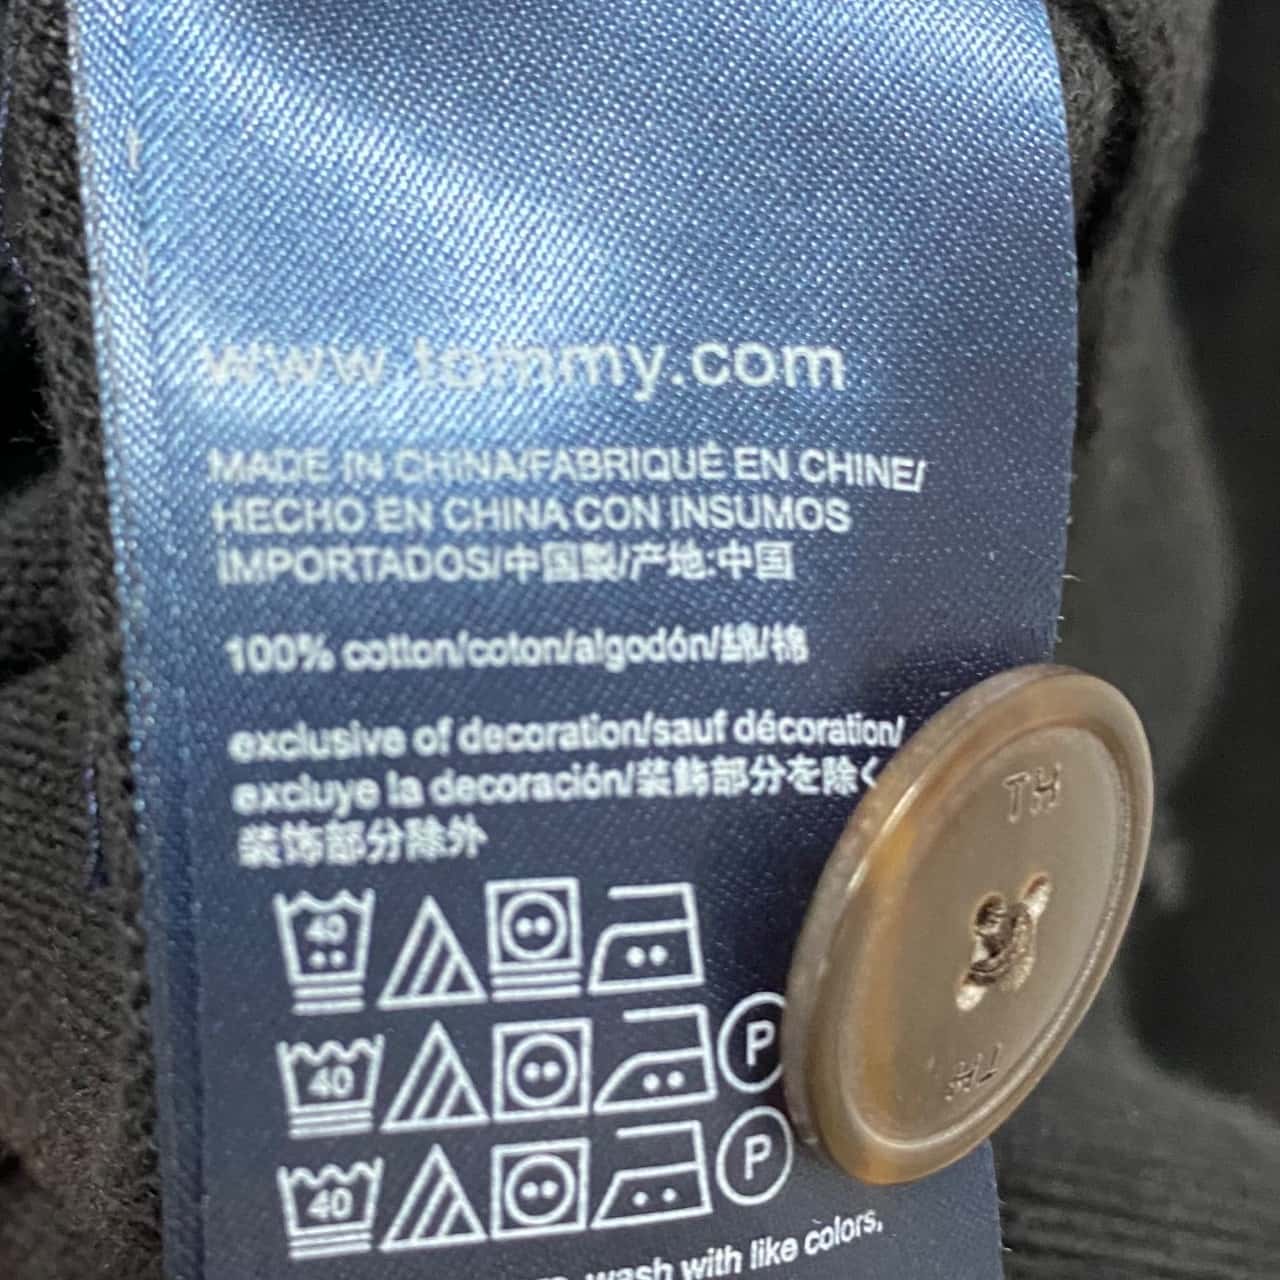 www.tommy.com
MADE IN CHINA/FABRIQUÉ EN CHINE/
HECHO EN CHINA CON INSUMOS
IMPORTADOS/中国製/产地:中国
100% cotton/coton/algodón/綿/棉
exclusive of decoration/sauf décoration/
excluye la decoración/装飾部分を除く
装饰部分除外
40
40 P
40 P
wash with like colors,
TH
TH